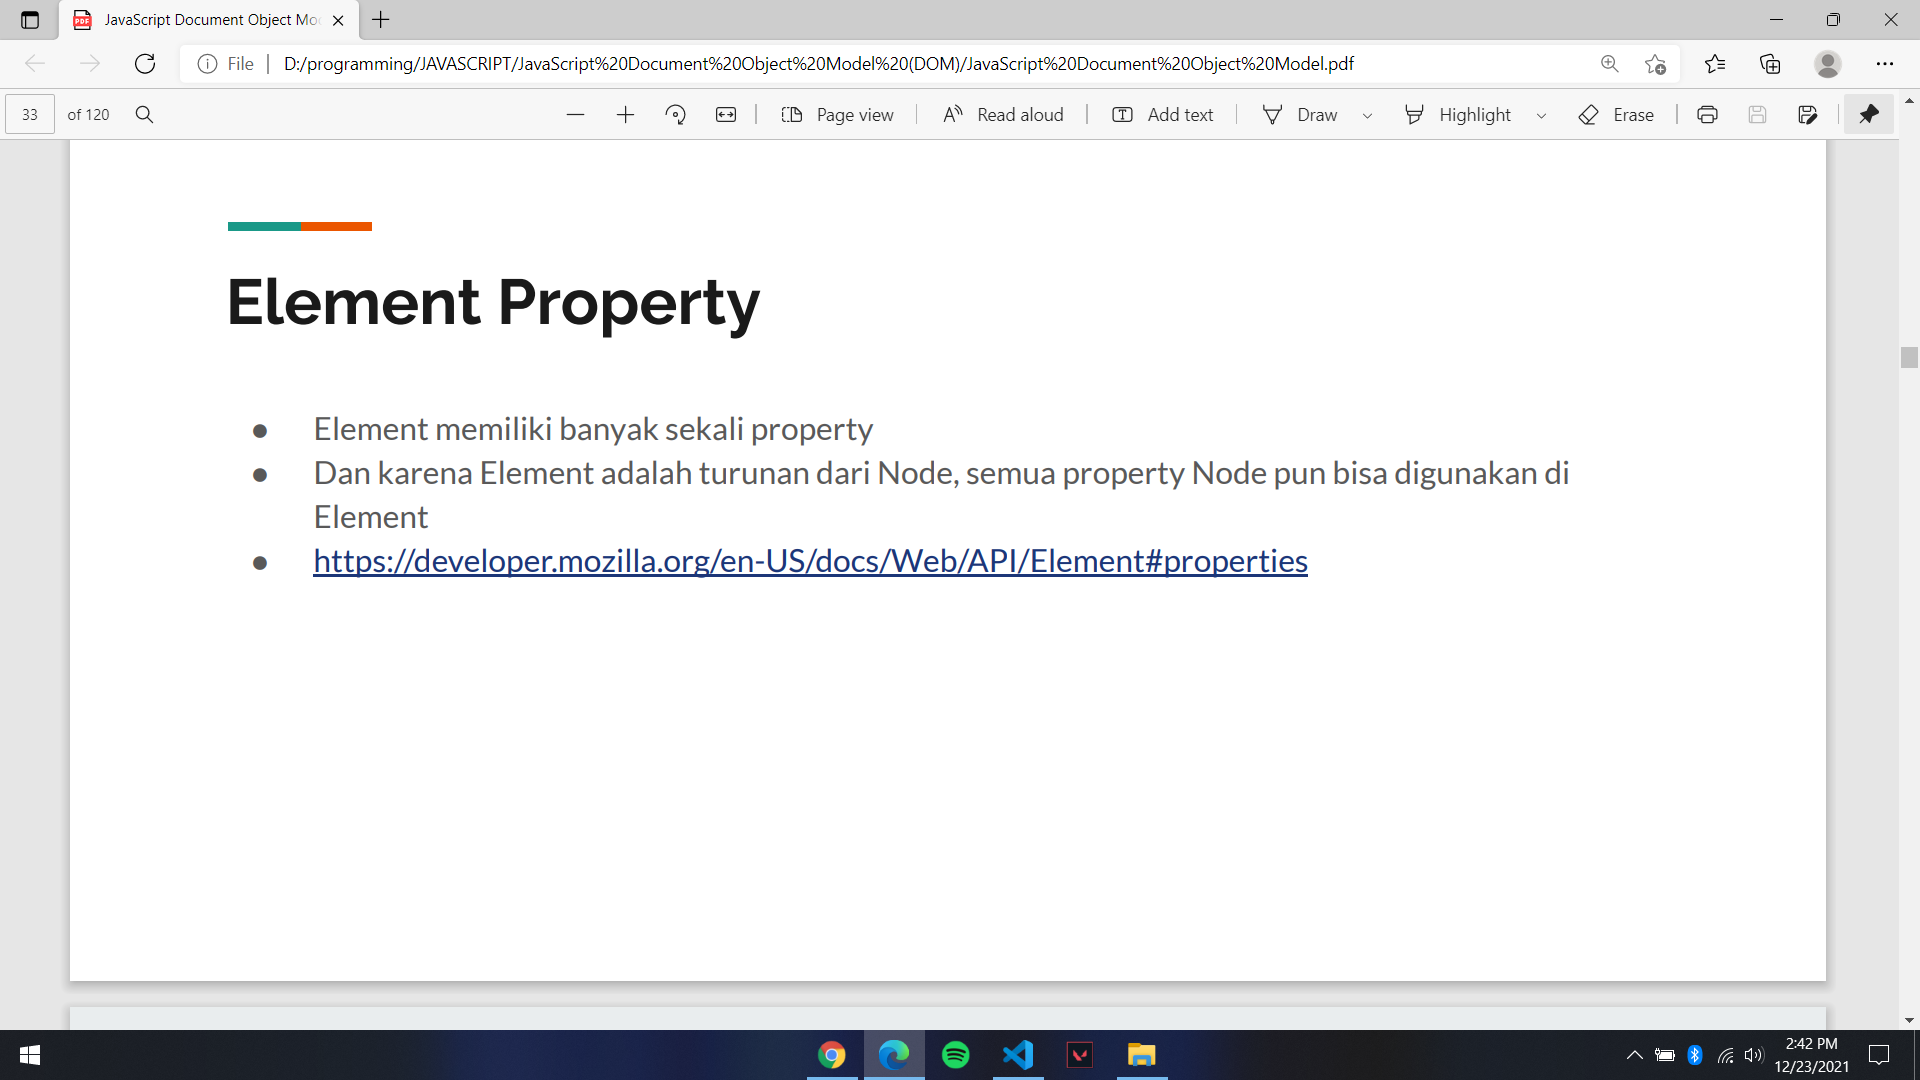 JavaScript Document Object Mo
File
D:/programming/JAVASCRIPT/JavaScript%20Document%20Object%20Model%20(DOM)/JavaScript%20Document%20Object%20Model.pdf
33 of 120
Page view
Read aloud
Add text
Draw
Highlight
Erase
Element Property
● Element memiliki banyak sekali property
● Dan karena Element adalah turunan dari Node, semua property Node pun bisa digunakan di
Element
● https://developer.mozilla.org/en-US/docs/Web/API/Element#properties
2:42 PM
12/23/2021